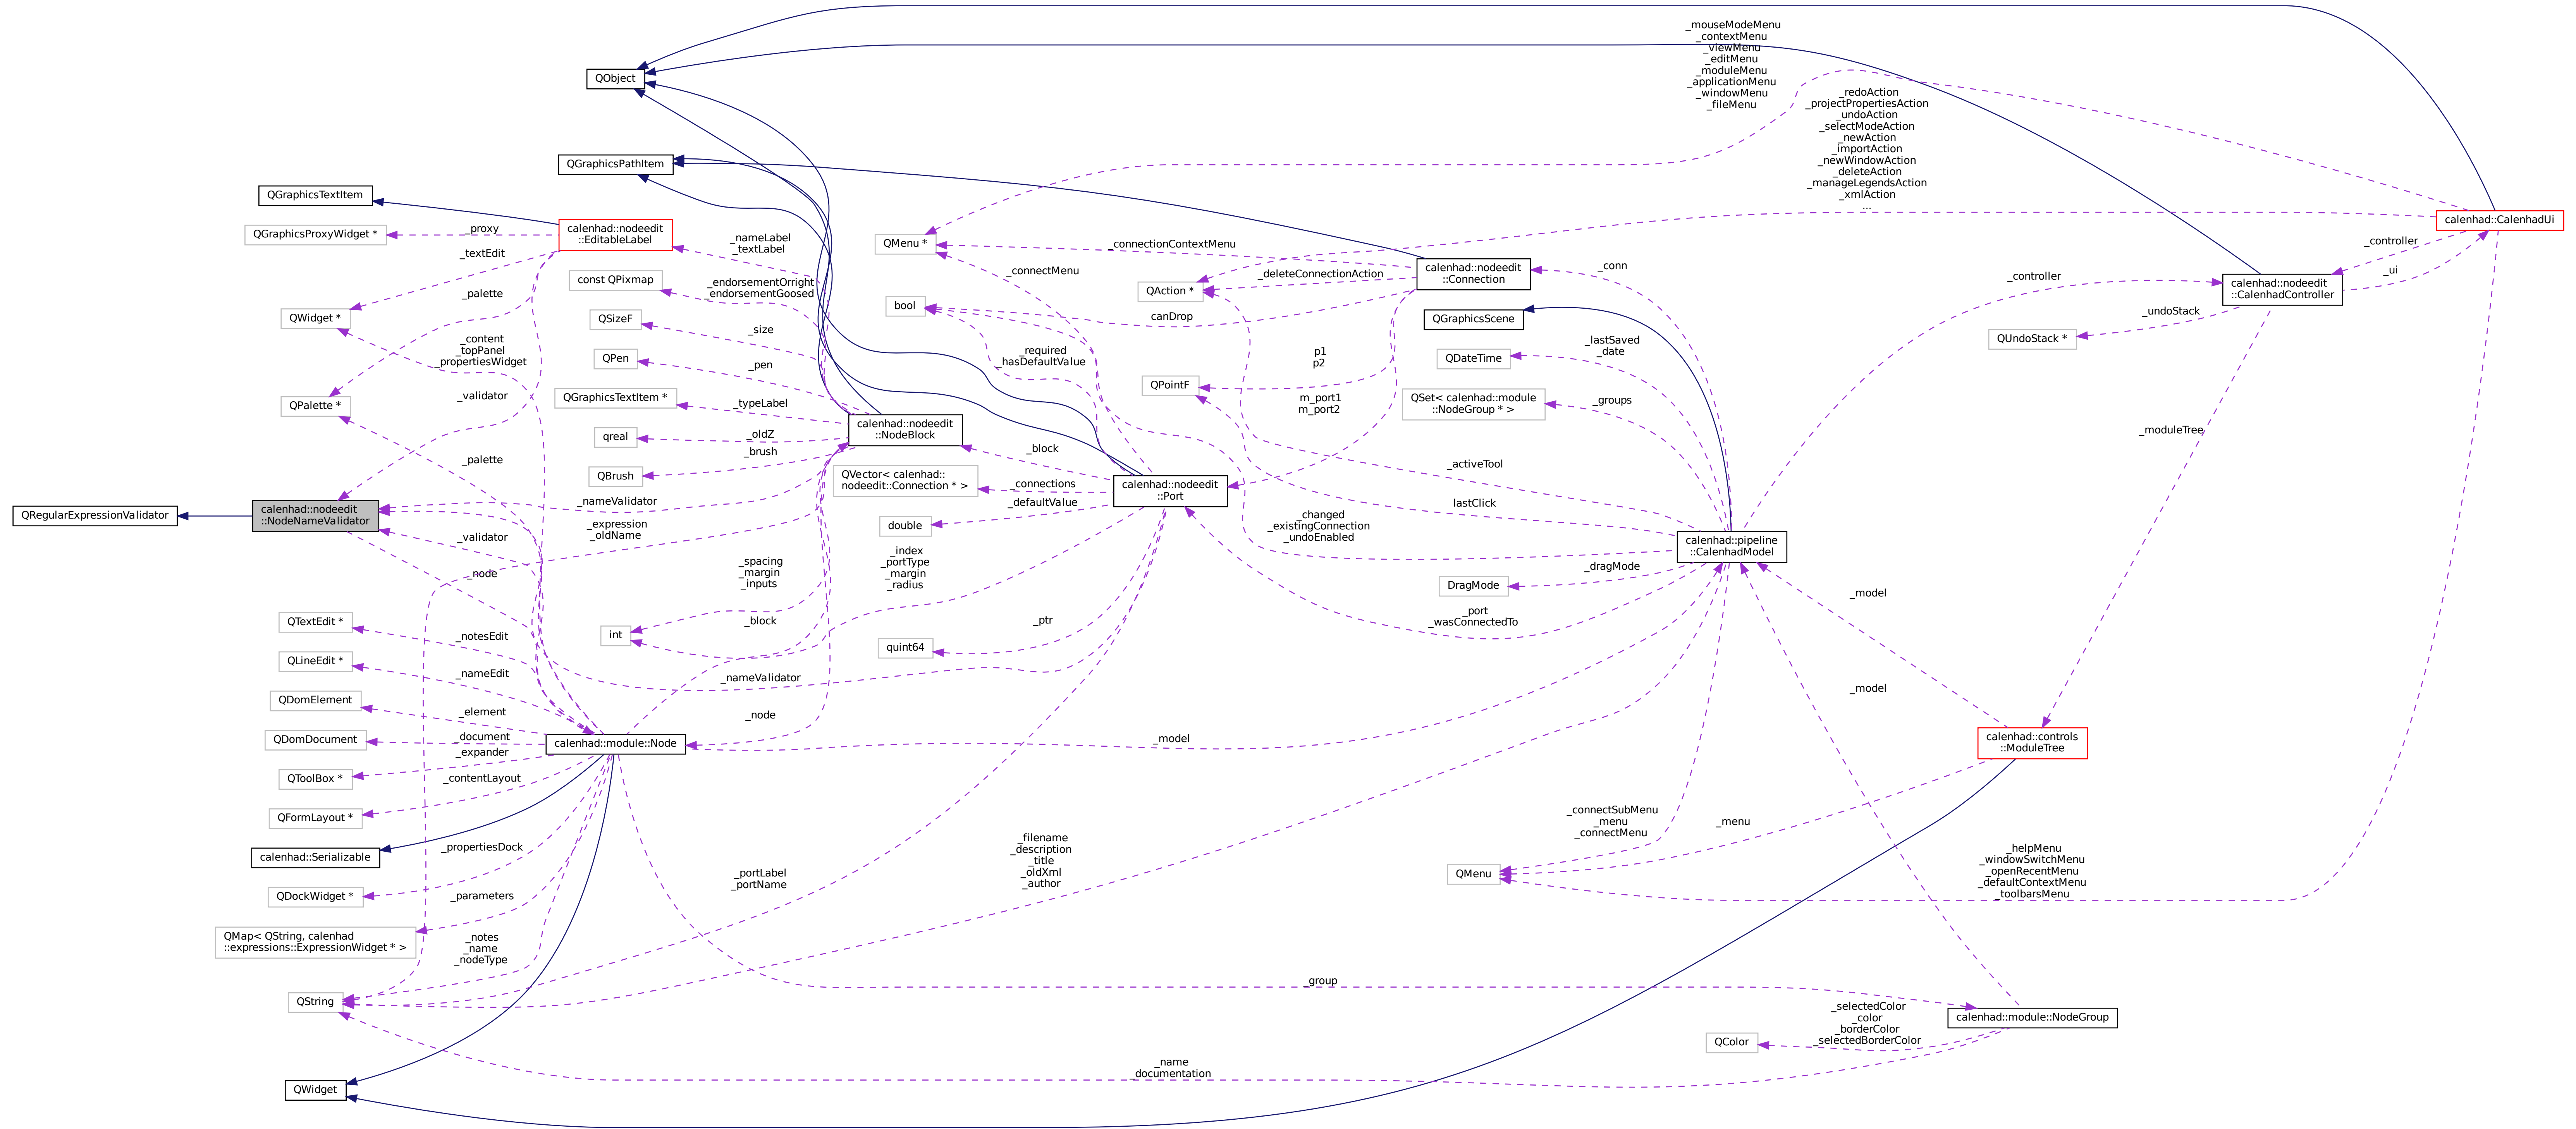 _mouseModeMenu
_contextMenu
_viewMenu
_editMenu
_moduleMenu
_applicationMenu
_windowMenu
_fileMenu
QObject
_redoAction
_projectPropertiesAction
_undoAction
_selectModeAction
_newAction
_importAction
_newWindowAction
_deleteAction
_manageLegendsAction
_xmlAction
...
QGraphicsPathItem
QGraphicsTextItem
calenhad::CalenhadUi
calenhad::nodeedit
::EditableLabel
QGraphicsProxyWidget *
_proxy
_nameLabel
_textLabel
QMenu *
_connectionContextMenu
_controller
_textEdit
const QPixmap
_endorsementOrright
_endorsementGoosed
_connectMenu
_deleteConnectionAction
QAction *
calenhad::nodeedit
::Connection
_conn
_controller
_ui
calenhad::nodeedit
::CalenhadController
_palette
bool
canDrop
QWidget *
QSizeF
_size
QGraphicsScene
_undoStack
QUndoStack *
_content
_topPanel
_propertiesWidget
QPen
_pen
_required
_hasDefaultValue
p1
p2
_lastSaved
_date
QDateTime
QPointF
_validator
QGraphicsTextItem *
_typeLabel
m_port1
m_port2
QSet< calenhad::module
::NodeGroup * >
_groups
QPalette *
calenhad::nodeedit
::NodeBlock
qreal
_oldZ
_moduleTree
_palette
QBrush
_brush
_block
_activeTool
QVector< calenhad::
nodeedit::Connection * >
_connections
calenhad::nodeedit
::Port
QRegularExpressionValidator
calenhad::nodeedit
::NodeNameValidator
_nameValidator
_defaultValue
lastClick
_expression
_oldName
double
_changed
_existingConnection
_undoEnabled
_validator
calenhad::pipeline
::CalenhadModel
_node
_spacing
_margin
_inputs
_index
_portType
_margin
_radius
_dragMode
DragMode
_model
QTextEdit *
_notesEdit
int
_block
_ptr
_port
_wasConnectedTo
quint64
QLineEdit *
_nameEdit
_nameValidator
_model
QDomElement
_element
_node
QDomDocument
_document
calenhad::module::Node
_model
calenhad::controls
::ModuleTree
_expander
QToolBox *
_contentLayout
QFormLayout *
_connectSubMenu
_menu
_connectMenu
_menu
calenhad::Serializable
_propertiesDock
_filename
_description
_title
_oldXml
_author
_helpMenu
_windowSwitchMenu
_openRecentMenu
_defaultContextMenu
_toolbarsMenu
QMenu
_portLabel
_portName
QDockWidget *
_parameters
QMap< QString, calenhad
::expressions::ExpressionWidget * >
_notes
_name
_nodeType
_group
QString
_selectedColor
_color
_borderColor
_selectedBorderColor
calenhad::module::NodeGroup
QColor
_name
_documentation
QWidget